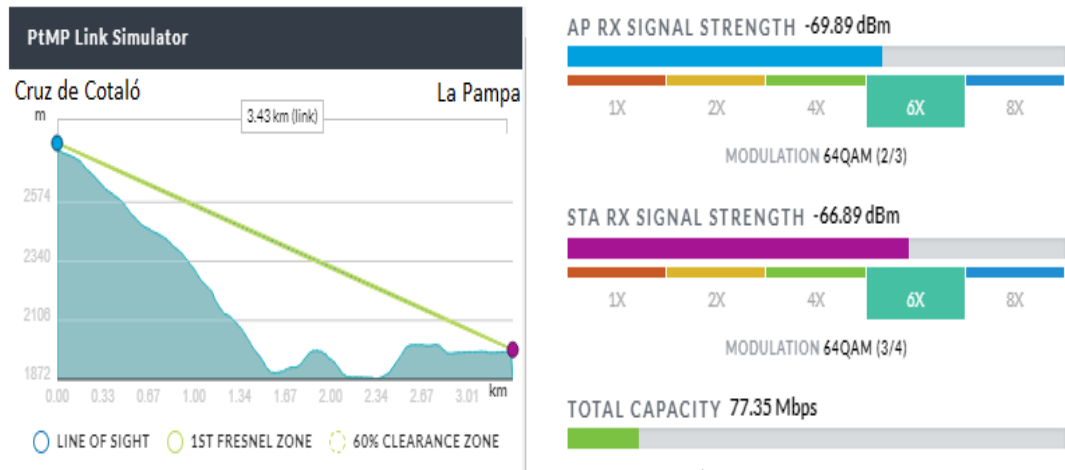 PtMP Link Simulator
Cruz de Cotaló
La Pampa
m
3.43 km (link)
2574
2340
2108
1872
0.00 0.33 0.67 1.00 1.34 1.67 2.00 2.34 2.67 3.01 km
LINE OF SIGHT 1ST FRESNEL ZONE 60% CLEARANCE ZONE
AP RX SIGNAL STRENGTH -69.89 dBm
1X 2X 4X 6X 8X
MODULATION 64QAM (2/3)
STA RX SIGNAL STRENGTH -66.89 dBm
1X 2X 4X 6X 8X
MODULATION 64QAM (3/4)
TOTAL CAPACITY 77.35 Mbps